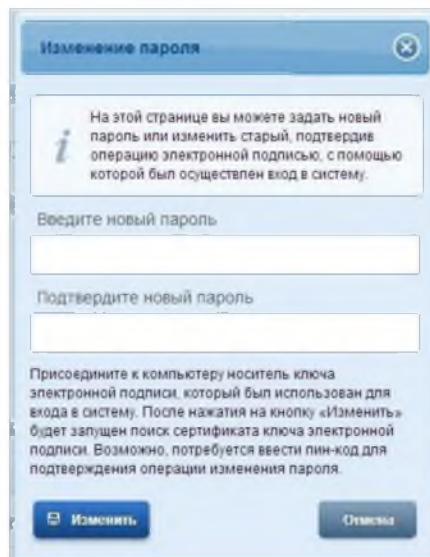 Изменение пароля
На этой странице вы можете задать новый
пароль или изменить старый, подтвердив
операцию электронной подписью, с помощью
которой был осуществлен вход в систему.
Введите новый пароль
Подтвердите новый пароль
Присоедините к компьютеру носитель ключа
электронной подписи, который был использован для
входа в систему. После нажатия на кнопку «Изменить»
будет запущен поиск сертификата ключа электронной
подписи. Возможно, потребуется ввести пин-код для
подтверждения операции изменения пароля.
Изменить
Отмена